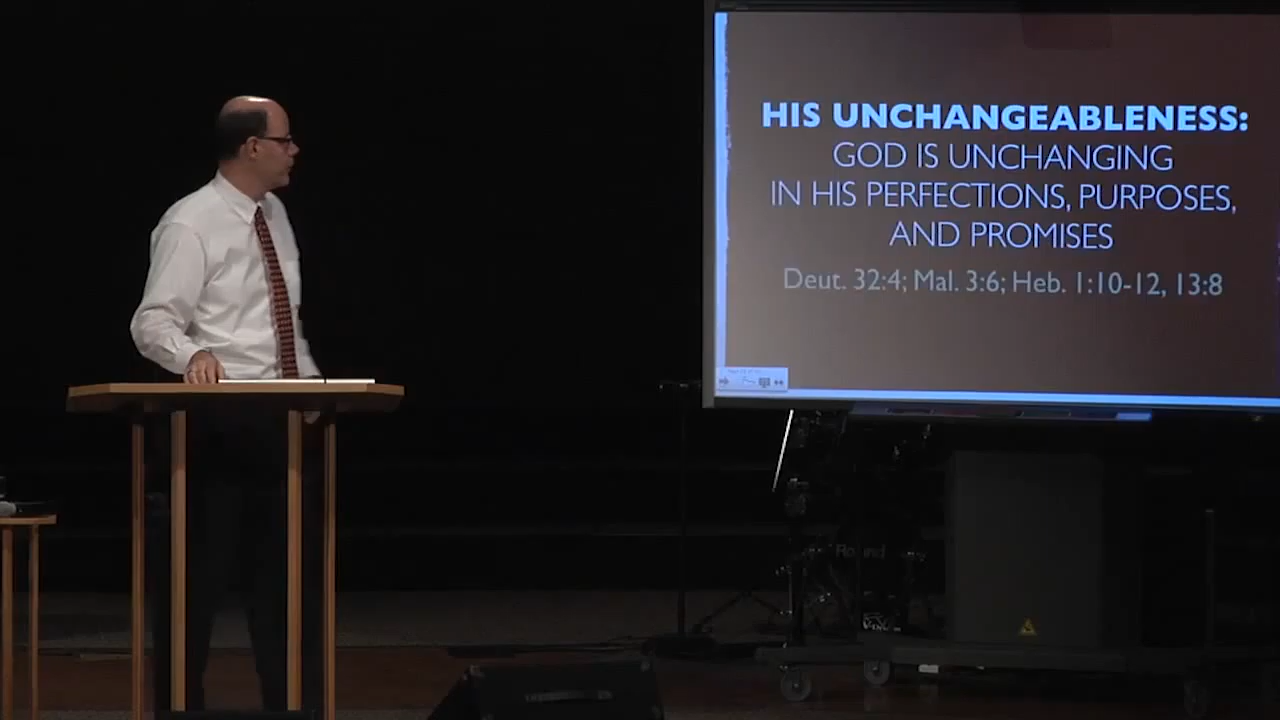 HIS UNCHANGEABLENESS:
GOD IS UNCHANGING
IN HIS PERFECTIONS, PURPOSES,
AND PROMISES
Deut. 32:4; Mal. 3:6; Heb. 1:10-12, 13:8
Roland